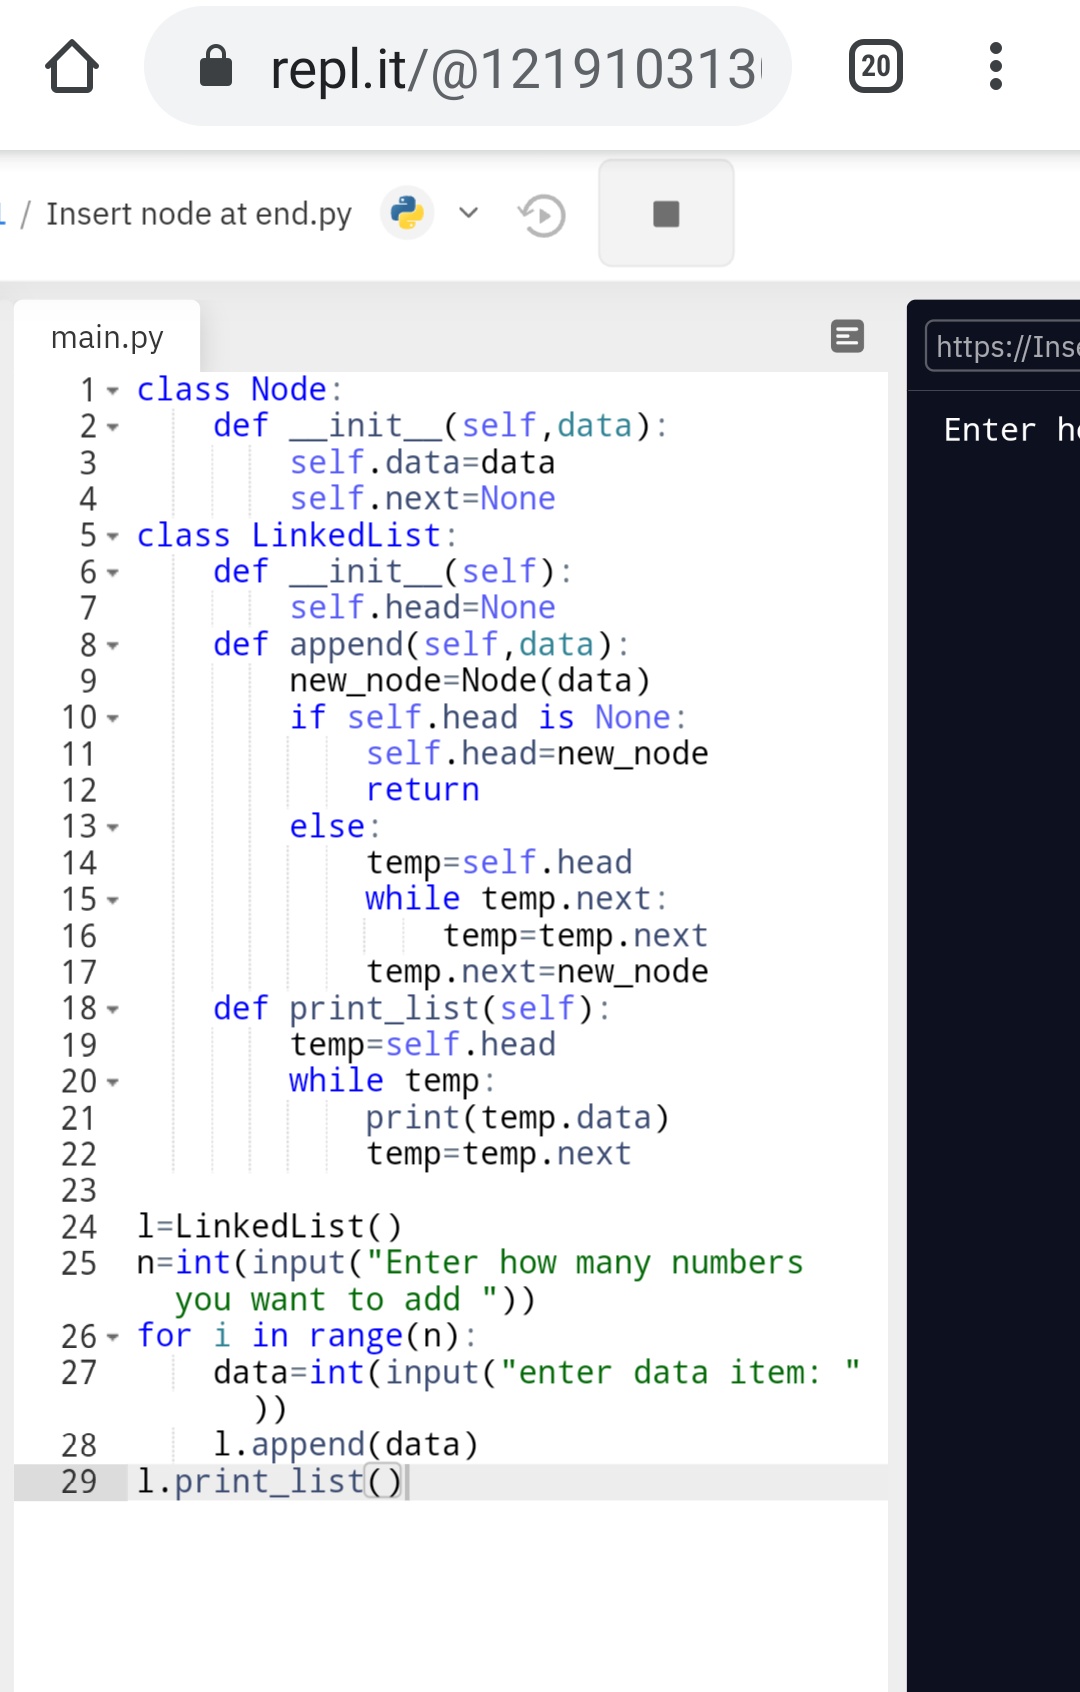 repl.it/@121910313
20
/ Insert node at end.py
main.py
https://Inse
1 class Node:
2     def __init__(self,data):
3         self.data=data
4         self.next=None
5 class LinkedList:
6     def __init__(self):
7         self.head=None
8     def append(self,data):
9         new_node=Node(data)
10         if self.head is None:
11             self.head=new_node
12             return
13         else:
14             temp=self.head
15             while temp.next:
16                 temp=temp.next
17             temp.next=new_node
18     def print_list(self):
19         temp=self.head
20         while temp:
21             print(temp.data)
22             temp=temp.next
23
24 l=LinkedList()
25 n=int(input("Enter how many numbers
you want to add "))
26 for i in range(n):
27     data=int(input("enter data item: "
))
28     l.append(data)
29 l.print_list()
Enter h